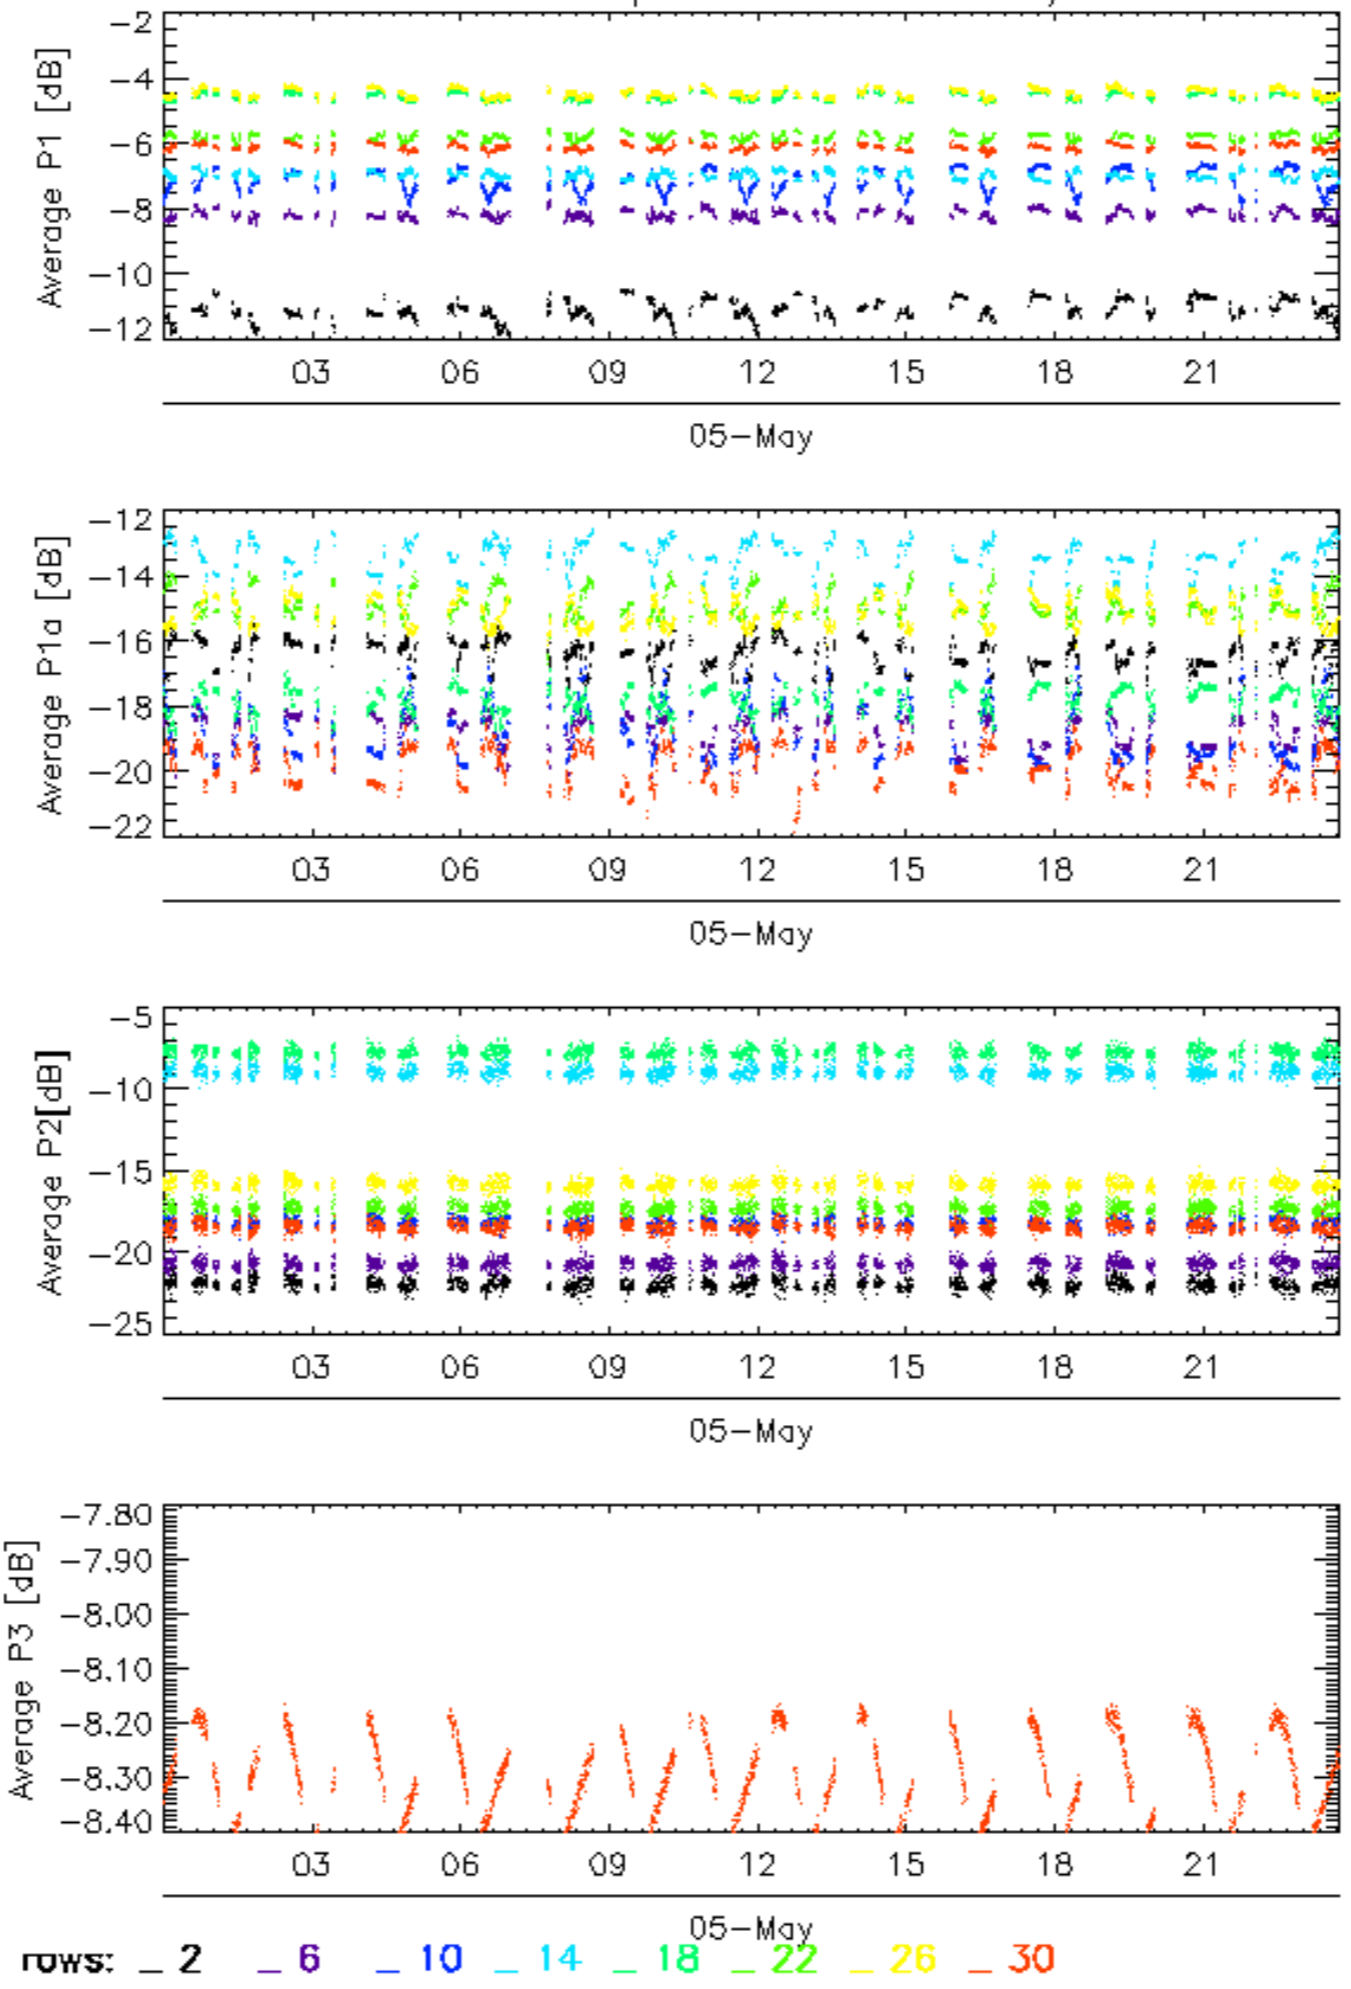 Average P1 [dB]
-2
-4
-6
-8
-10
-12
03 06 09 12 15 18 21
05-May
Average P1a [dB]
-12
-14
-16
-18
-20
-22
03 06 09 12 15 18 21
05-May
Average P2[dB]
-5
-10
-15
-20
-25
03 06 09 12 15 18 21
05-May
Average P3 [dB]
-7.80
-7.90
-8.00
-8.10
-8.20
-8.30
-8.40
03 06 09 12 15 18 21
05-May
rows: _ 2 _ 6 _ 10 _ 14 _ 18 _ 22 _ 26 _ 30